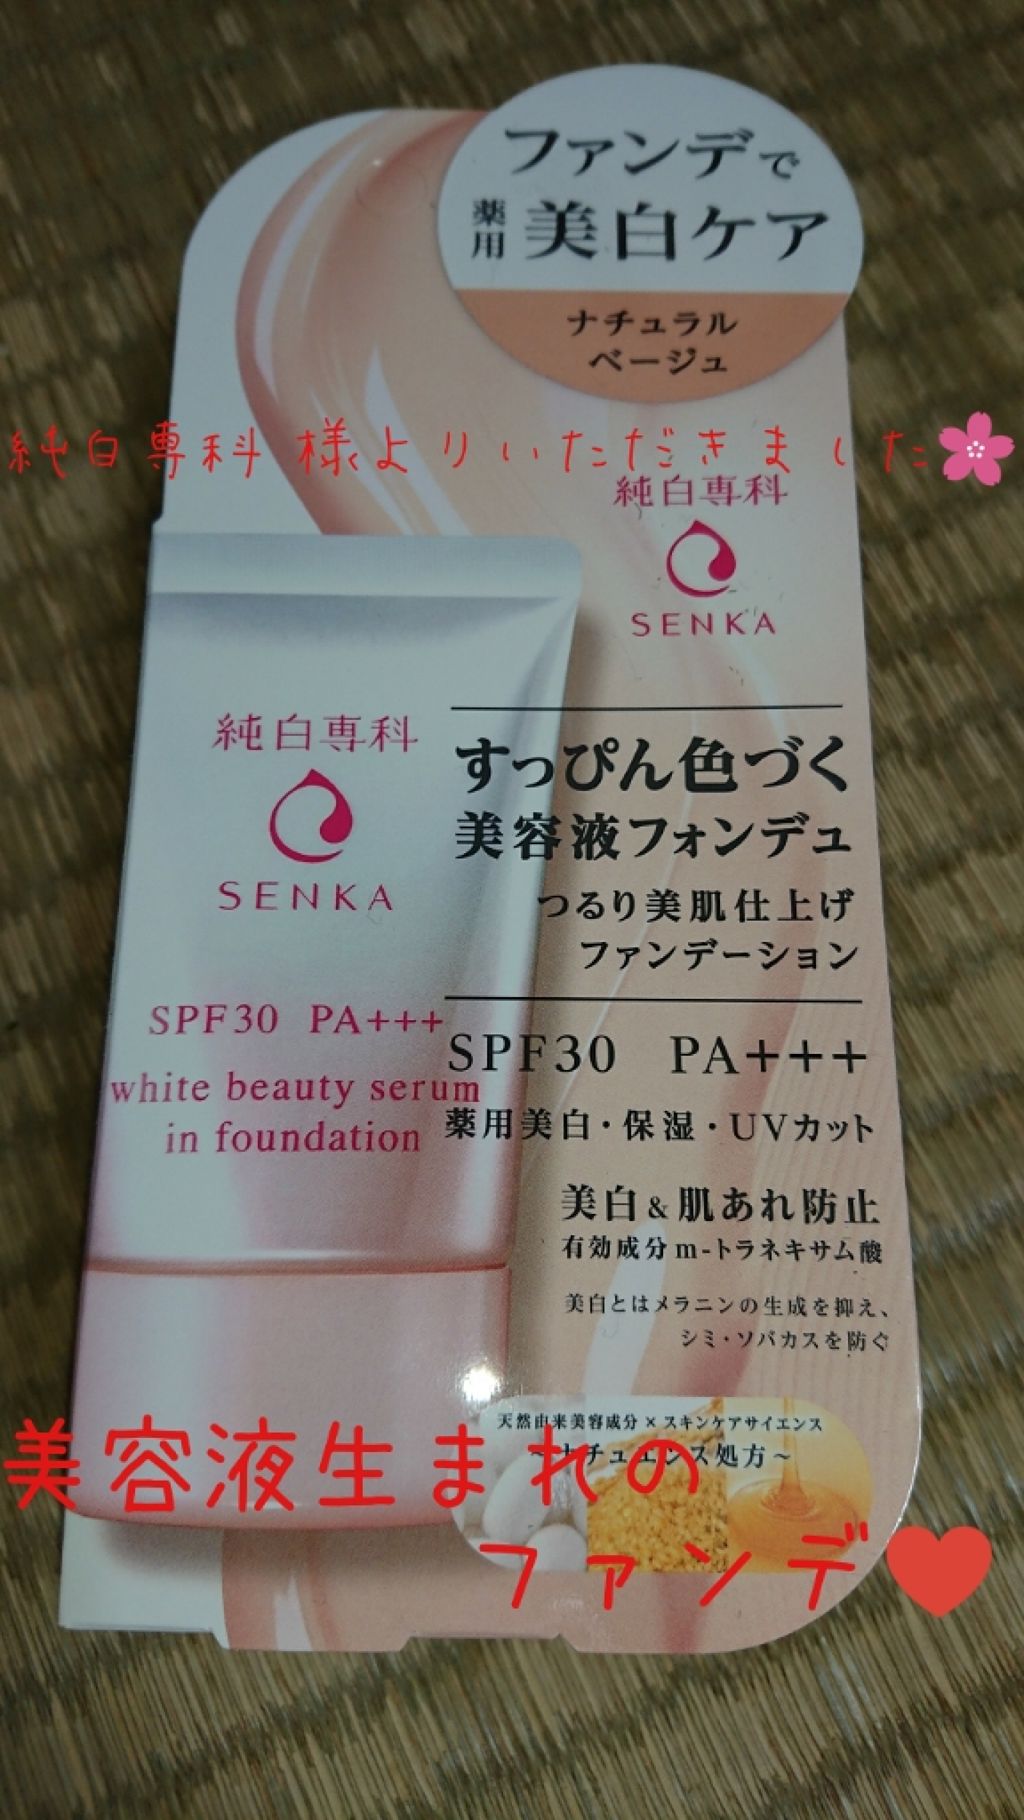 ファンデで
薬用 美白ケア
ナチュラル
ベージュ
純白専科 様よりいただきました
純白専科
SENKA
純白専科
SENKA
SPF30 PA+++
white beauty serum
in foundation
すっぴん色づく
美容液フォンデュ
つるり美肌仕上げ
ファンデーション
SPF30 PA+++
薬用美白・保湿・UVカット
美白&肌あれ防止
有効成分m-トラネキサム酸
美白とはメラニンの生成を抑え、
シミ・ソバカスを防ぐ
天然由来美容成分×スキンケアサイエンス
~ナチュエンス処方~
美容液生まれの
ファンデ